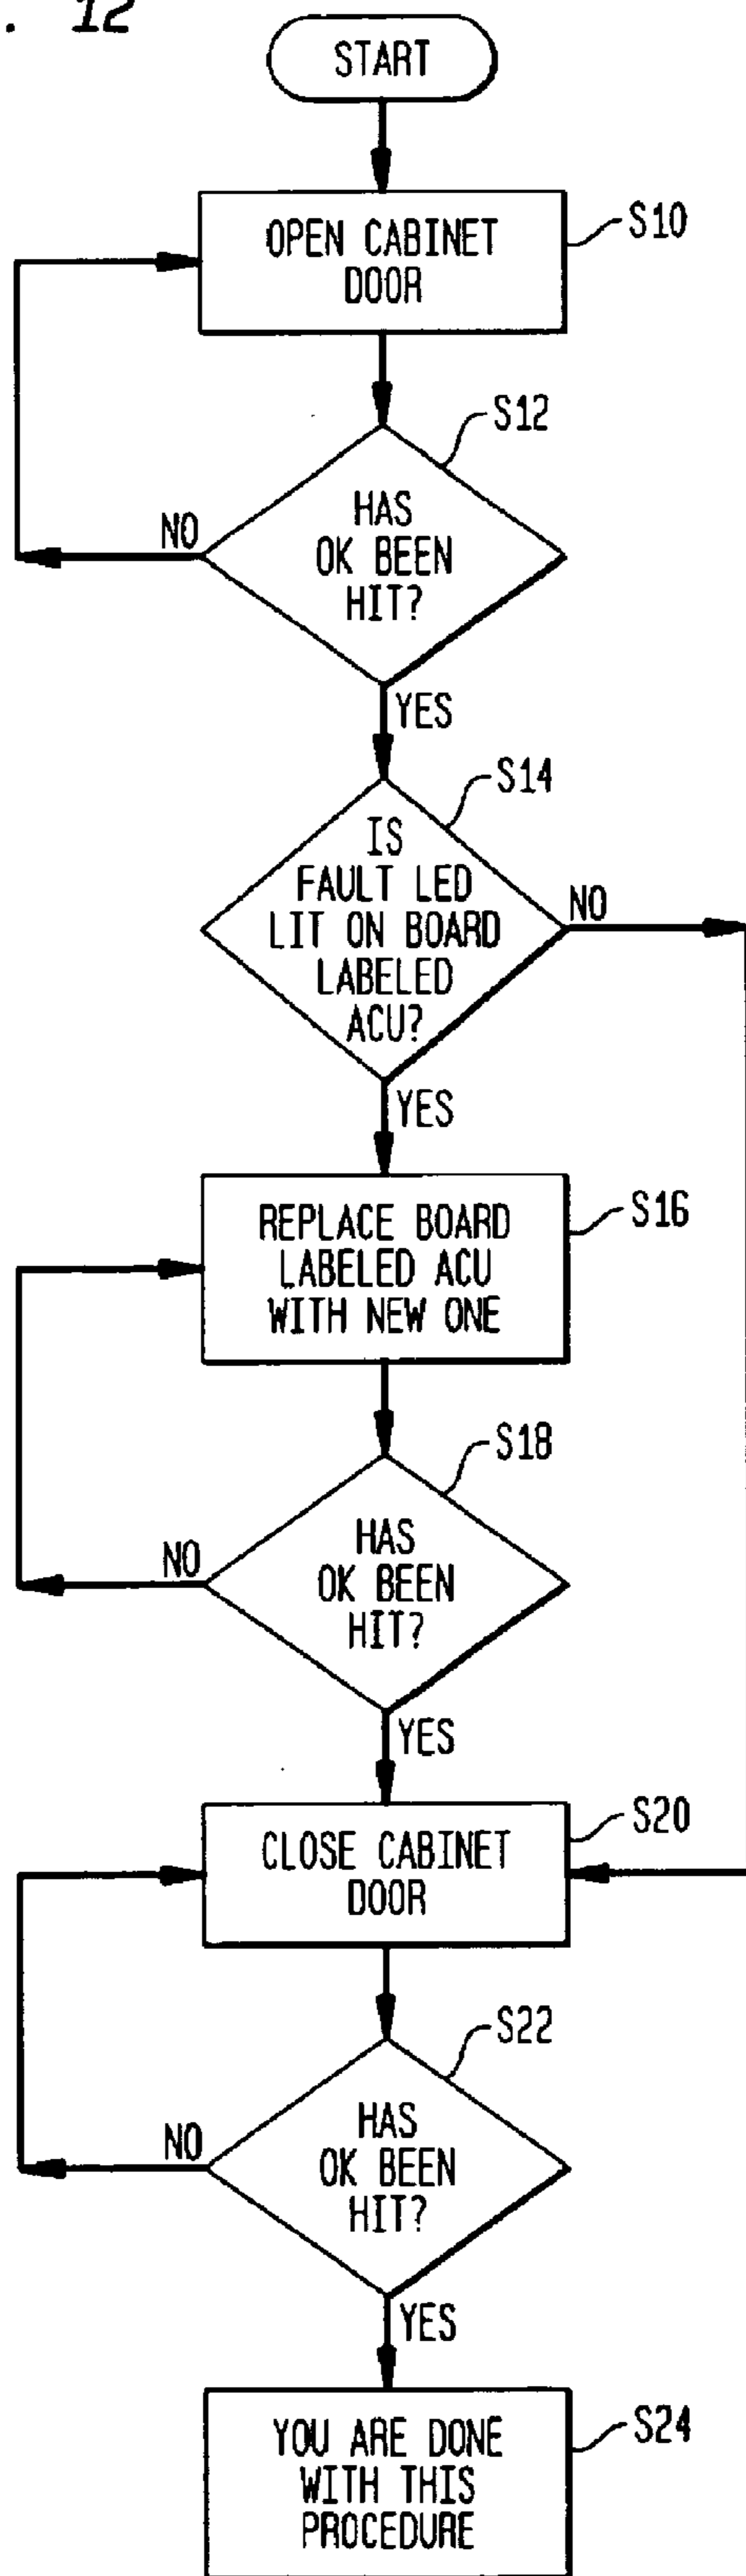 . 12
START
OPEN CABINET
DOOR
S10
S12
HAS
OK BEEN
HIT?
NO
YES
S14
IS
FAULT LED
LIT ON BOARD
LABELED
ACU?
NO
YES
REPLACE BOARD
LABELED ACU
WITH NEW ONE
S16
S18
HAS
OK BEEN
HIT?
NO
YES
CLOSE CABINET
DOOR
S20
S22
HAS
OK BEEN
HIT?
NO
YES
YOU ARE DONE
WITH THIS
PROCEDURE
S24